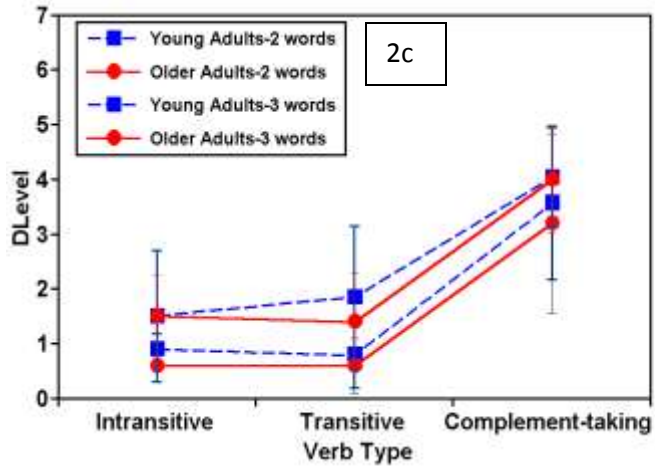 7
6
5
4
3
2
1
0
DLevel
Young Adults-2 words
Older Adults-2 words
Young Adults-3 words
Older Adults-3 words
2c
Intransitive Transitive Complement-taking
Verb Type